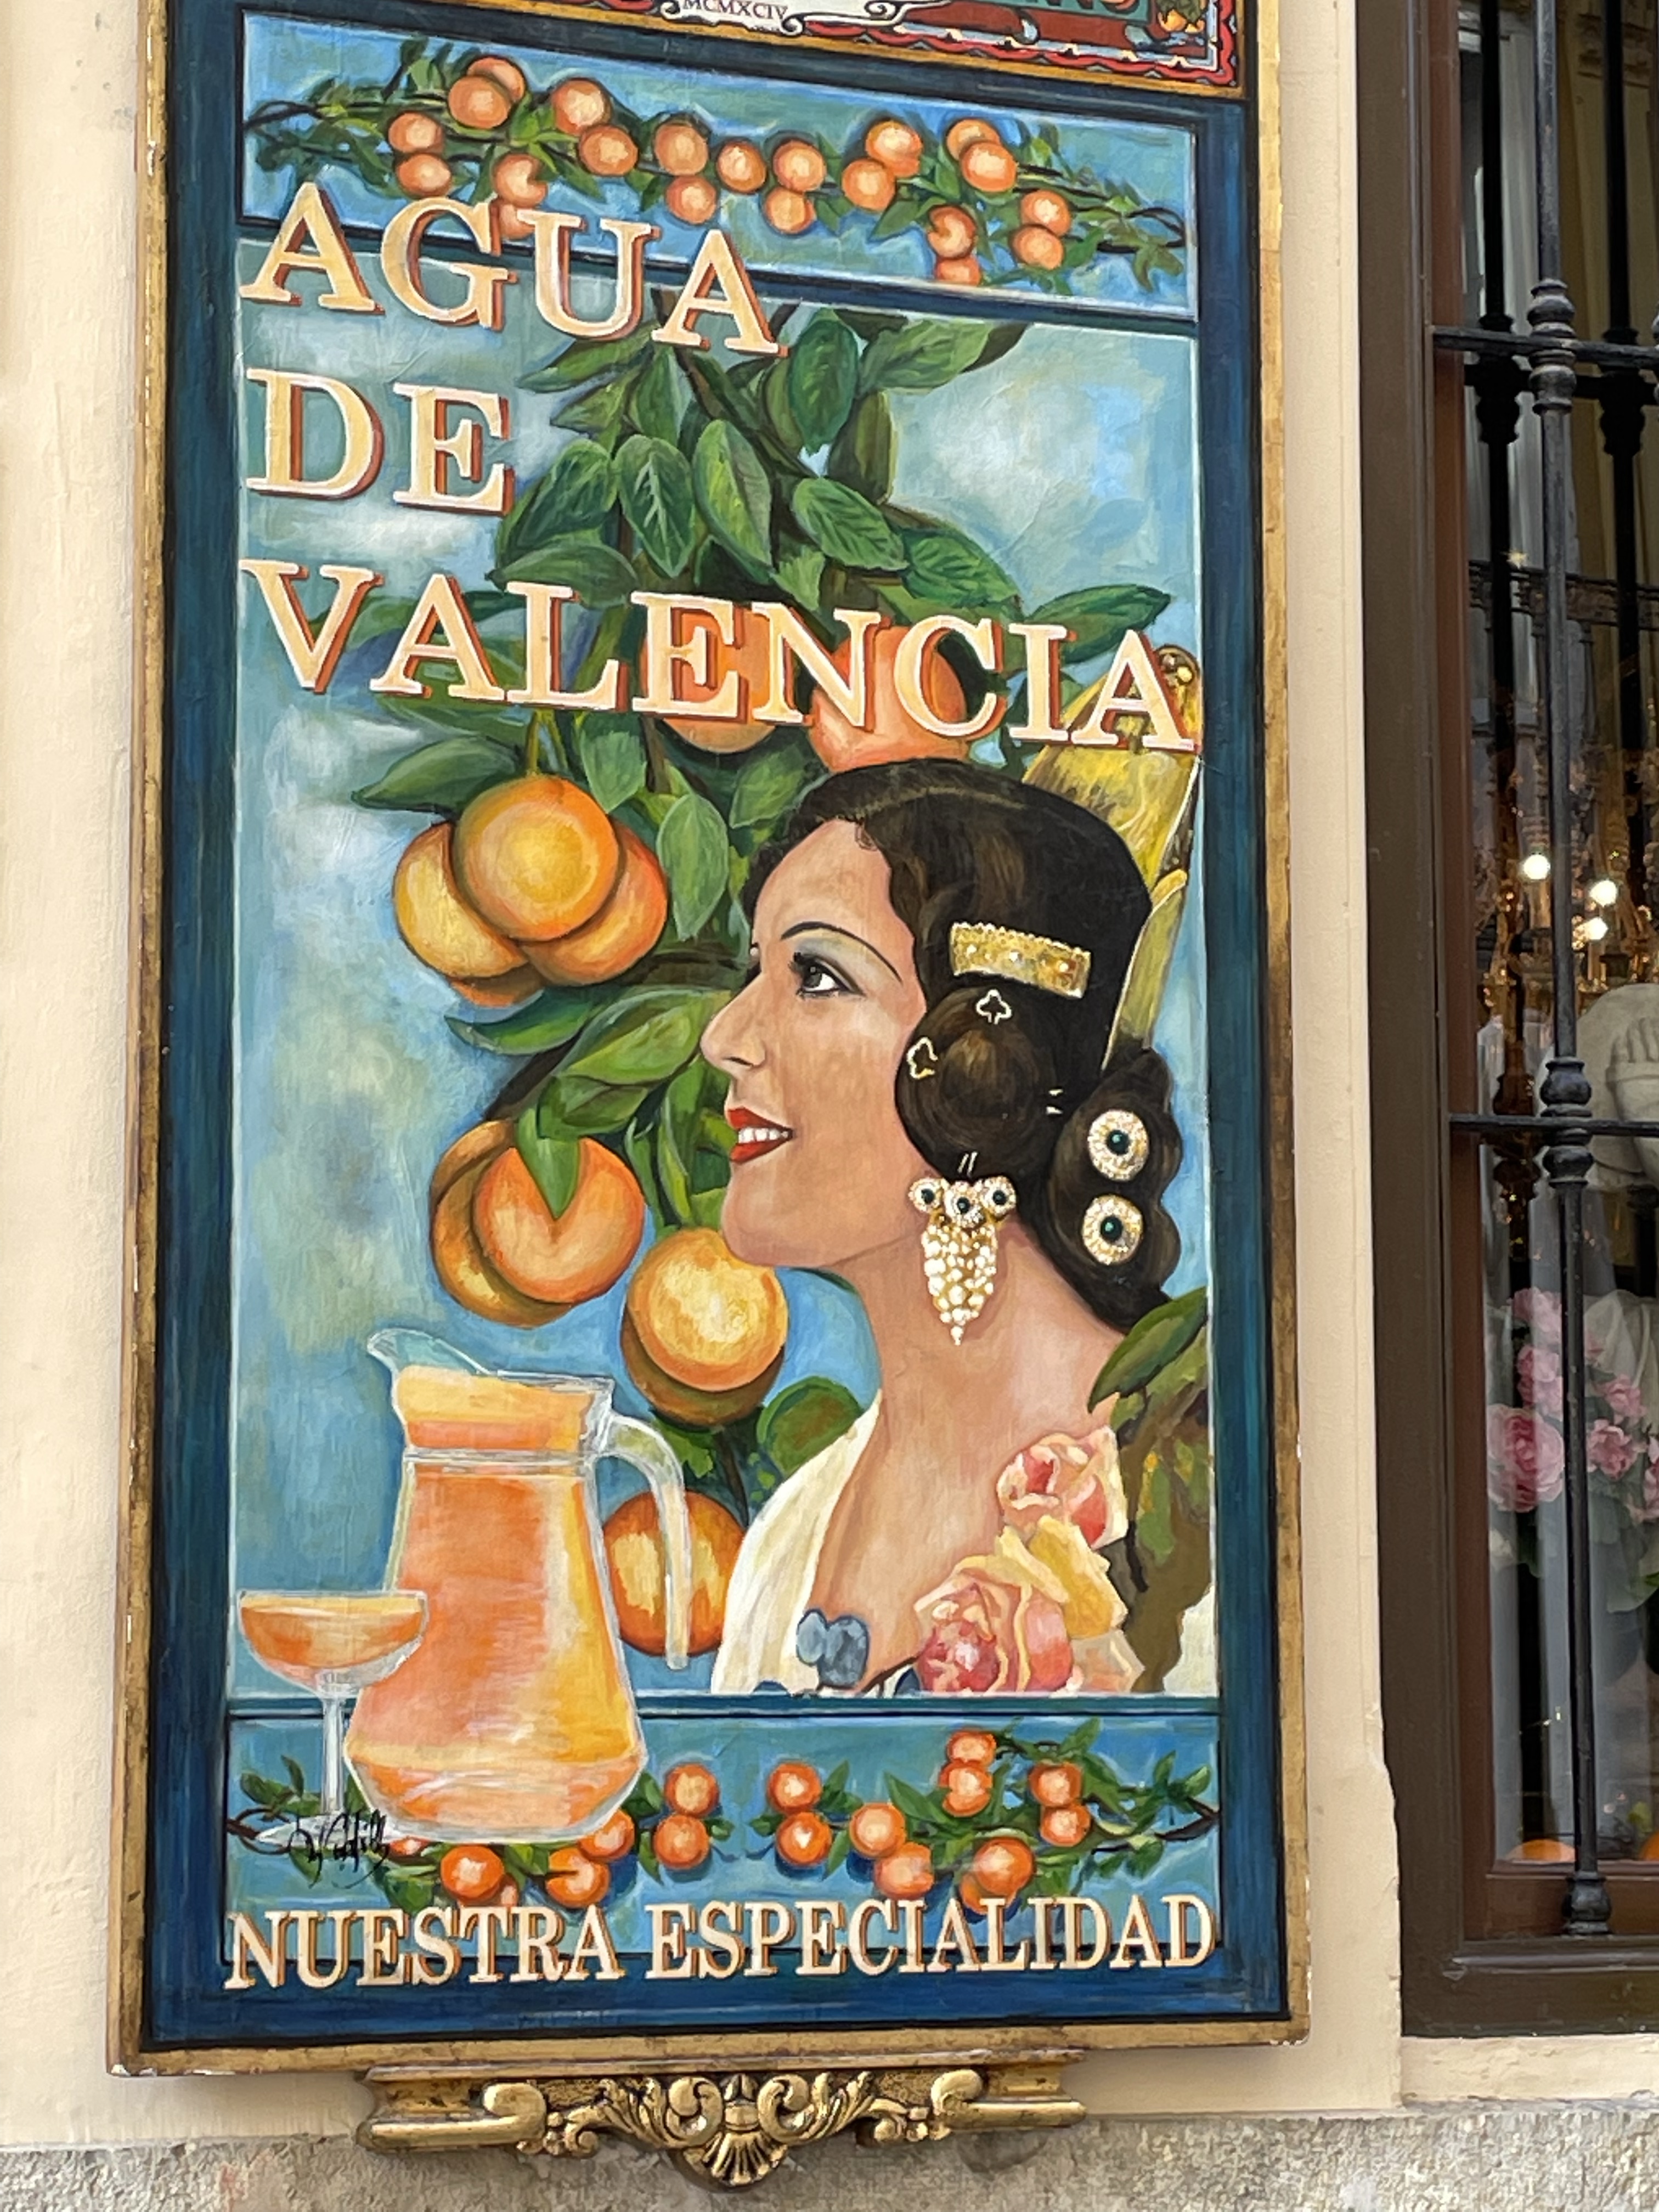 MCMXCIV
AGUA
DE
VALENCIA
NUESTRA ESPECIALIDAD